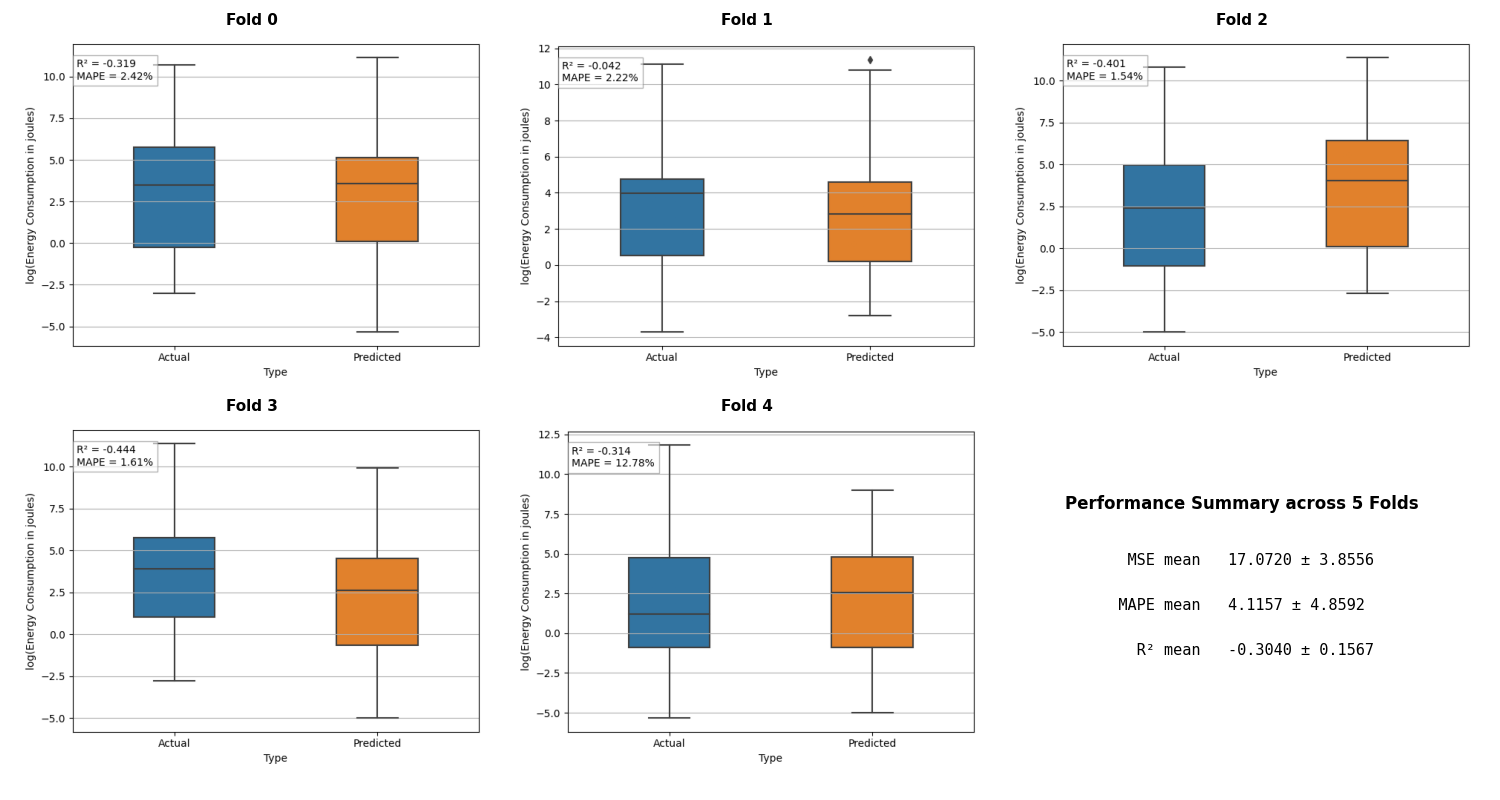 Fold 0
R² = -0.319
MAPE = 2.42%
10.0
7.5
5.0
2.5
0.0
−2.5
−5.0
log(Energy Consumption in joules)
Actual
Predicted
Type
Fold 1
R² = -0.042
MAPE = 2.22%
12
10
8
6
4
2
0
−2
−4
log(Energy Consumption in joules)
Actual
Predicted
Type
Fold 2
R² = -0.401
MAPE = 1.54%
10.0
7.5
5.0
2.5
0.0
−2.5
−5.0
log(Energy Consumption in joules)
Actual
Predicted
Type
Fold 3
R² = -0.444
MAPE = 1.61%
10.0
7.5
5.0
2.5
0.0
−2.5
−5.0
log(Energy Consumption in joules)
Actual
Predicted
Type
Fold 4
R² = -0.314
MAPE = 12.78%
12.5
10.0
7.5
5.0
2.5
0.0
−2.5
−5.0
log(Energy Consumption in joules)
Actual
Predicted
Type
Performance Summary across 5 Folds
MSE mean 17.0720 ± 3.8556
MAPE mean 4.1157 ± 4.8592
R² mean -0.3040 ± 0.1567